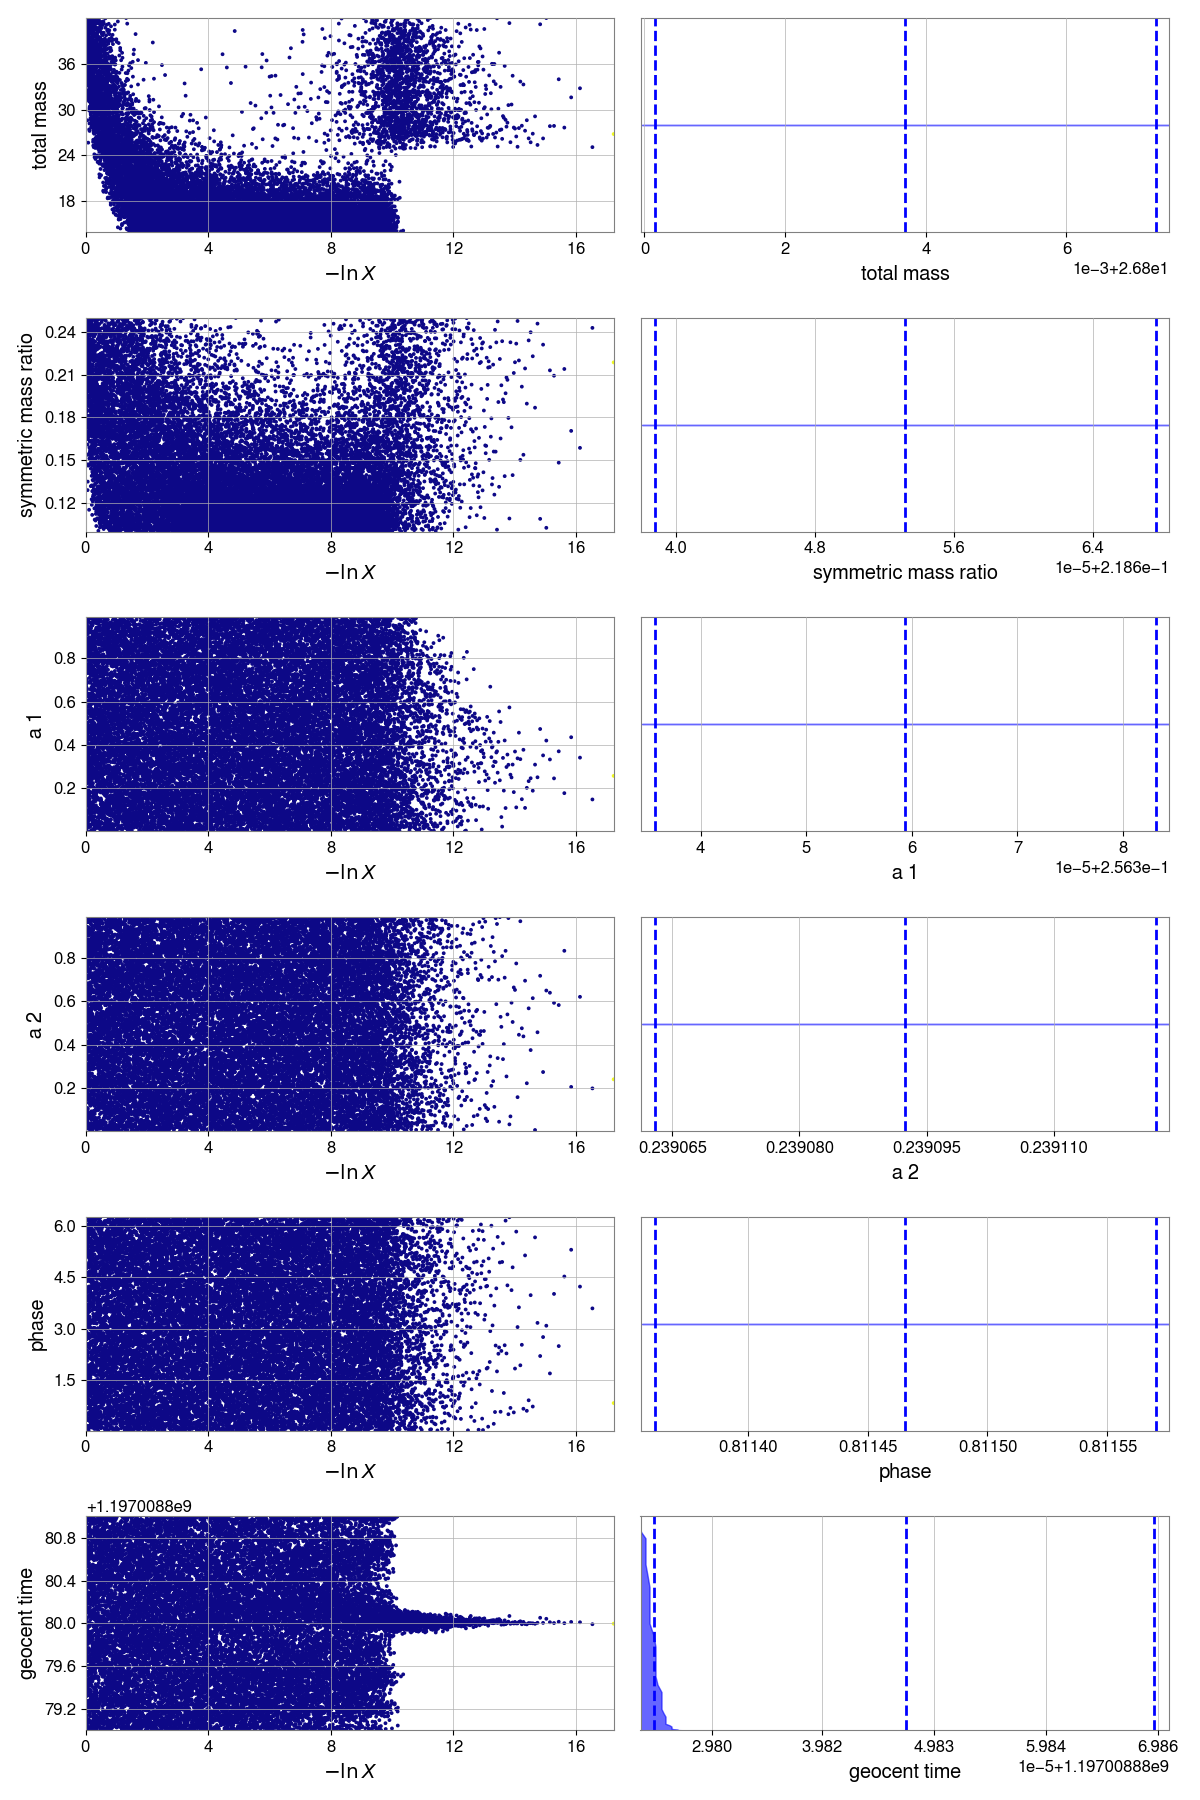 36
30
24
18
total mass
0 4 8 12 16
−ln X
0 2 4 6
total mass
1e−3+2.68e1
0.24
0.21
0.18
0.15
0.12
symmetric mass ratio
0 4 8 12 16
−ln X
4.0 4.8 5.6 6.4
symmetric mass ratio
1e−5+2.186e−1
0.8
0.6
0.4
0.2
a 1
0 4 8 12 16
−ln X
4 5 6 7 8
a 1
1e−5+2.563e−1
0.8
0.6
0.4
0.2
a 2
0 4 8 12 16
−ln X
0.239065 0.239080 0.239095 0.239110
a 2
6.0
4.5
3.0
1.5
phase
0 4 8 12 16
−ln X
0.81140 0.81145 0.81150 0.81155
phase
+1.1970088e9
80.8
80.4
80.0
79.6
79.2
geocent time
0 4 8 12 16
−ln X
2.980 3.982 4.983 5.984 6.986
geocent time
1e−5+1.19700888e9